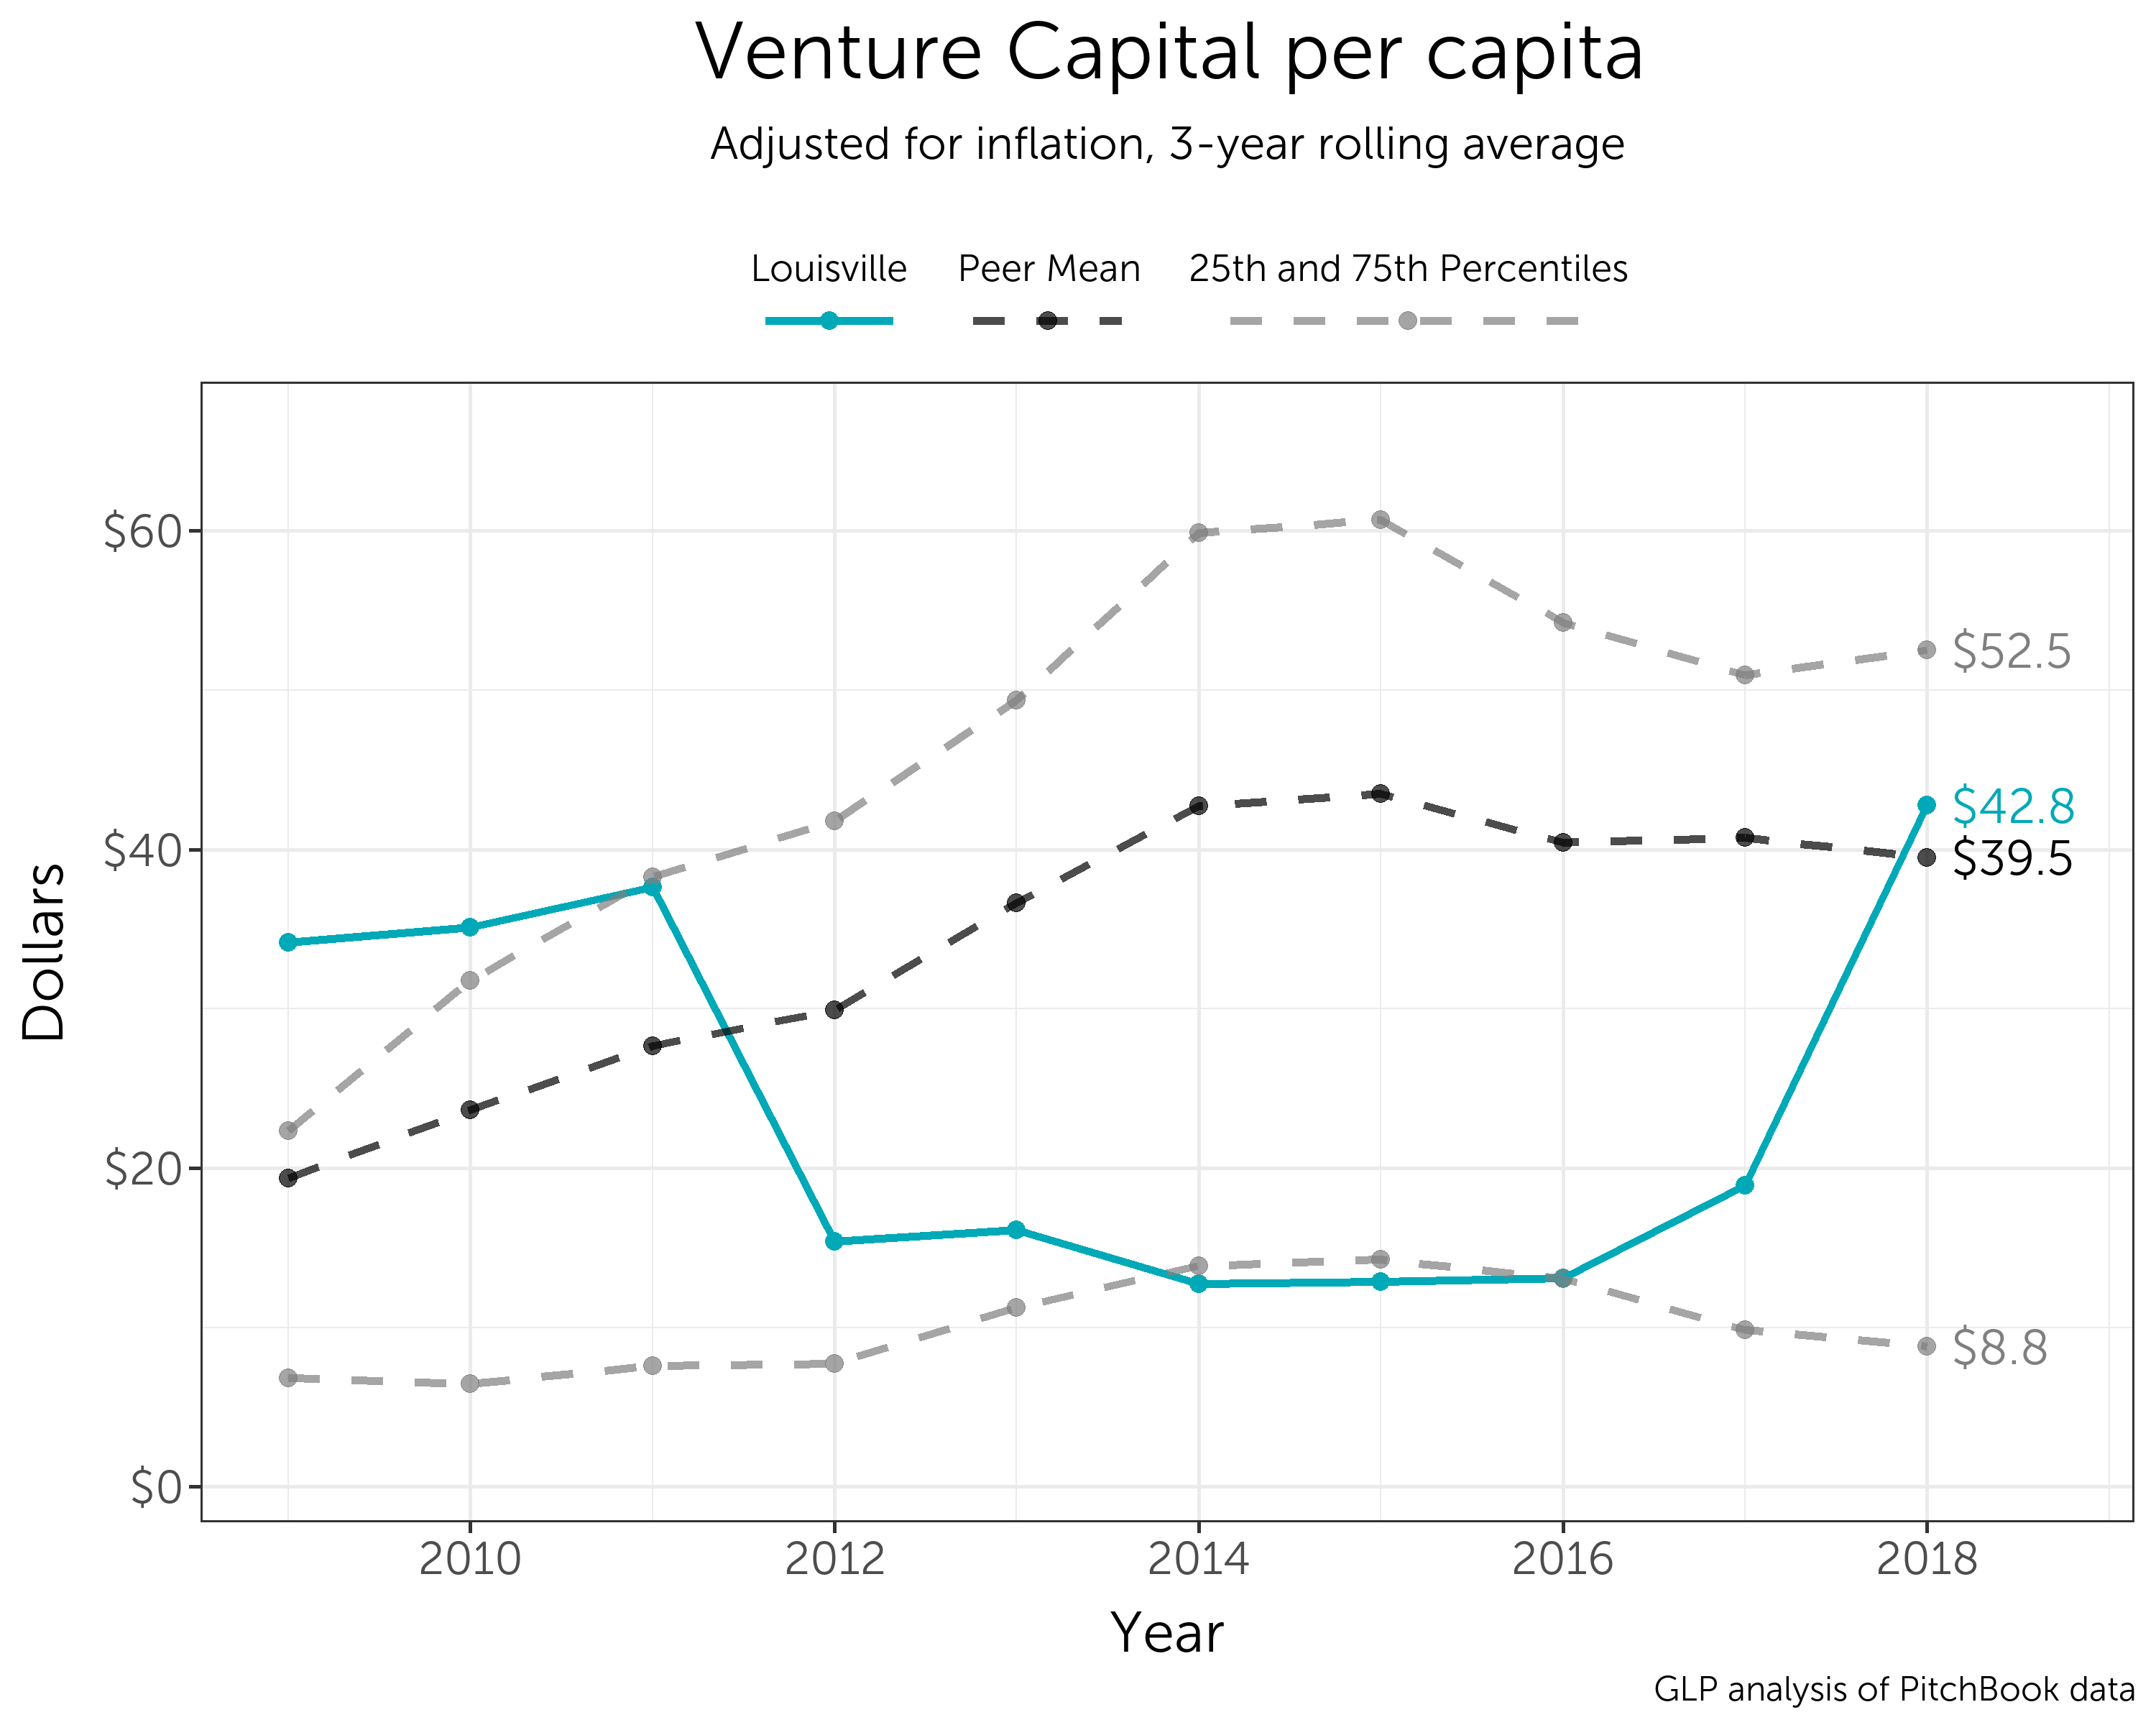 Venture Capital per capita
Adjusted for inflation, 3-year rolling average
Louisville Peer Mean 25th and 75th Percentiles
$60
$52.5
$42.8
$40
$39.5
Dollars
$20
$8.8
$0
2010 2012 2014 2016 2018
Year
GLP analysis of PitchBook data